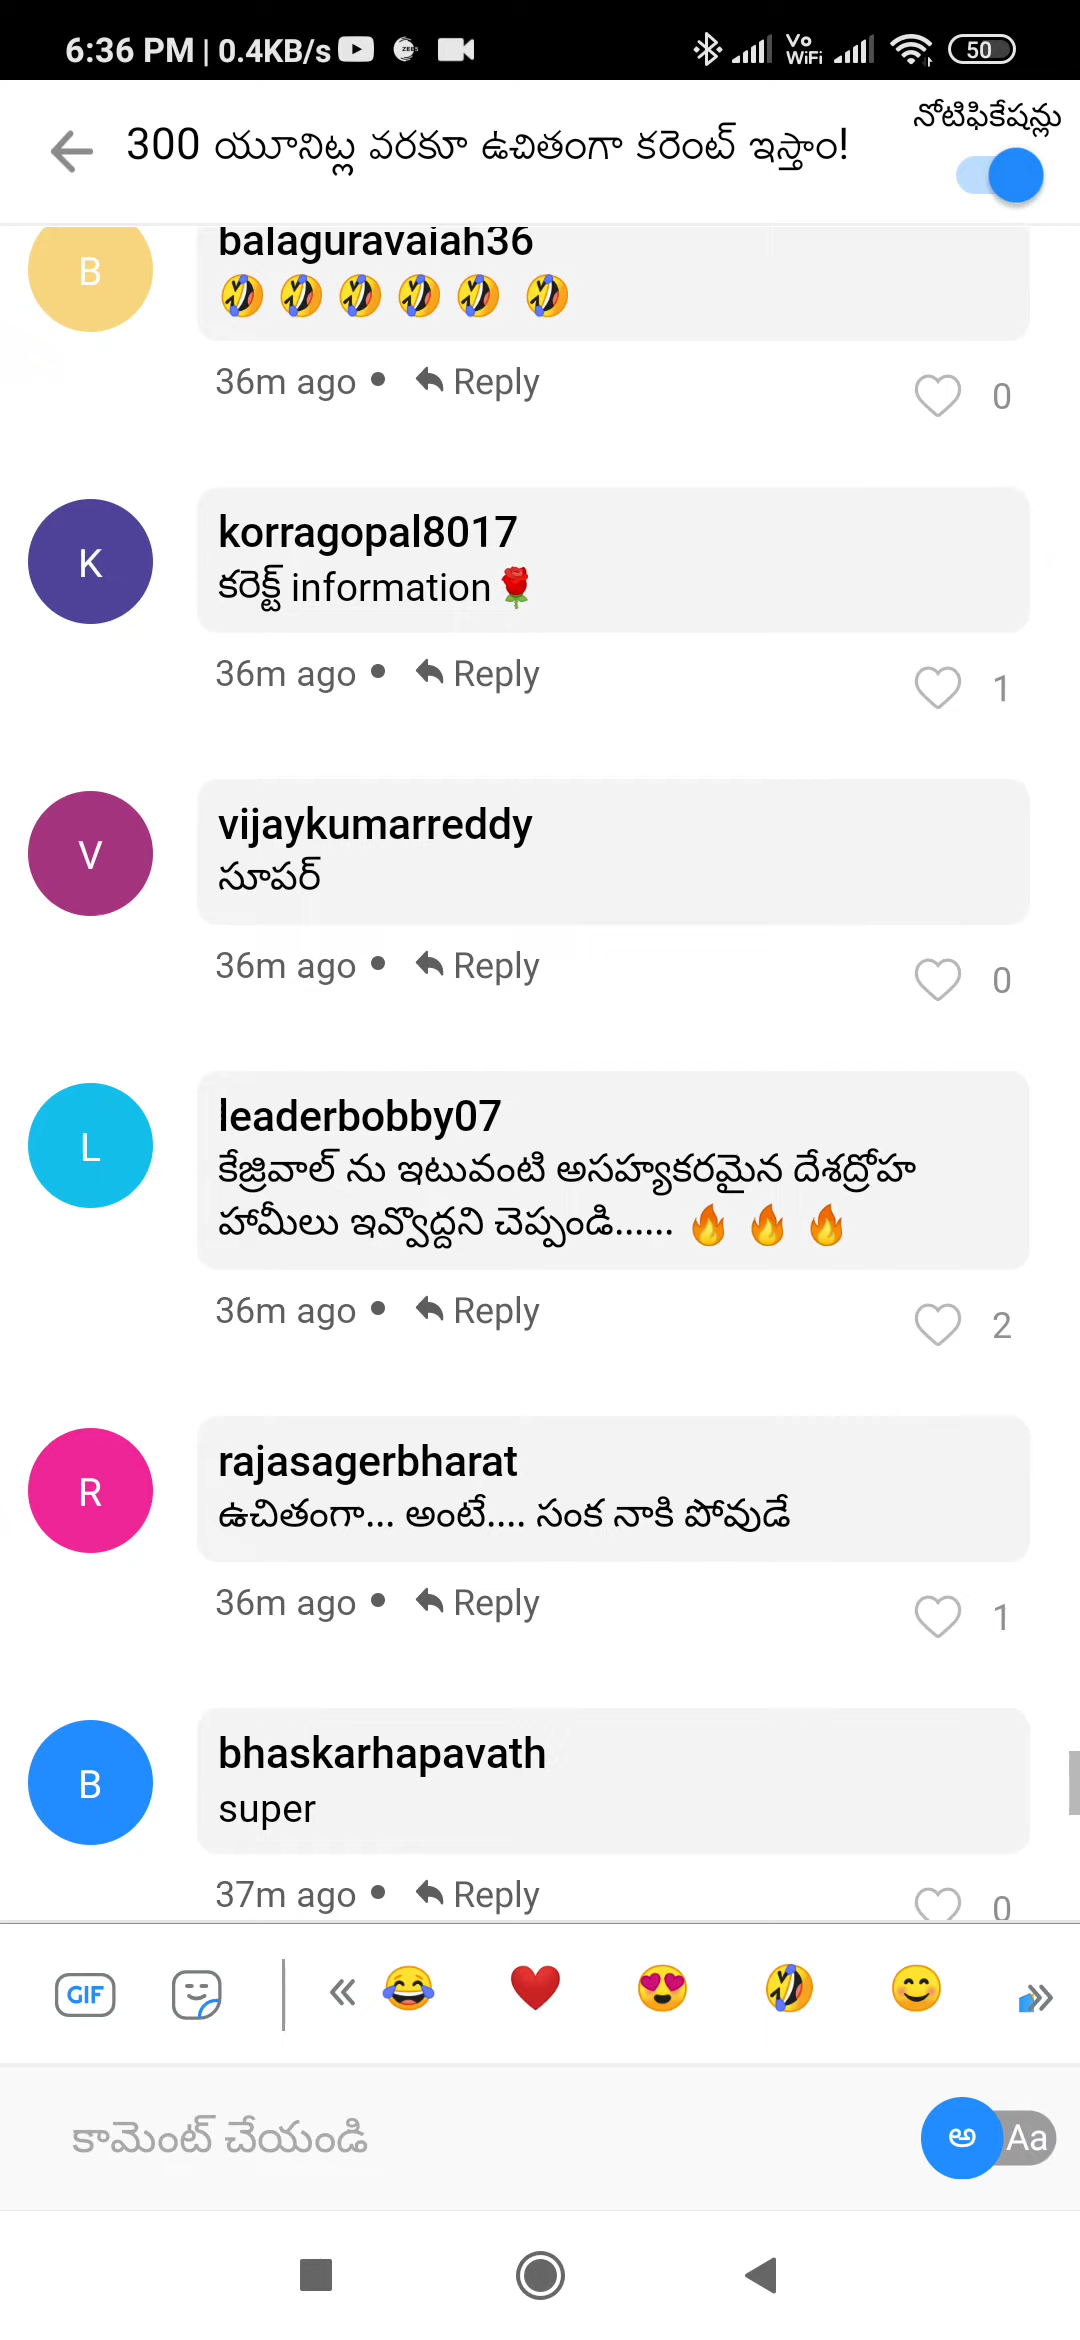 6:36 PM | 0.4KB/s
Vo WiFi
50
నోటిఫికేషన్లు
300 యూనిట్ల వరకూ ఉచితంగా కరెంట్ ఇస్తాం!
B
balaguravaiah36
🤣 🤣 🤣 🤣 🤣 🤣
36m ago • Reply
0
K
korragopal8017
కరెక్ట్ information🌹
36m ago • Reply
1
V
vijaykumarreddy
సూపర్
36m ago • Reply
0
L
leaderbobby07
కేజ్రివాల్ ను ఇటువంటి అసహ్యకరమైన దేశద్రోహ
హామీలు ఇవ్వొద్దని చెప్పండి...... 🔥 🔥 🔥
36m ago • Reply
2
R
rajasagerbharat
ఉచితంగా... అంటే.... సంక నాకి పోవుడే
36m ago • Reply
1
B
bhaskarhapavath
super
37m ago • Reply
0
GIF
« 😂 ❤️ 😍 🤣 😊 »
కామెంట్ చేయండి
అ Aa